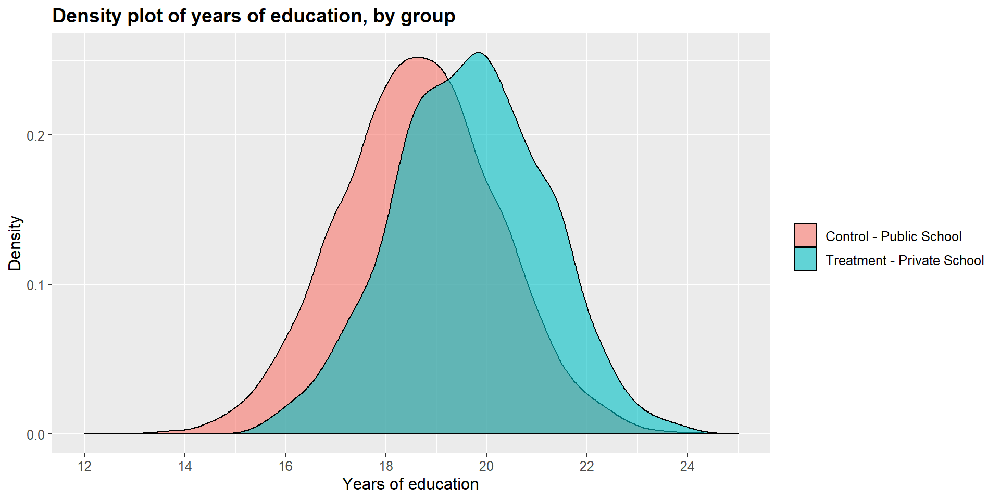 Density plot of years of education, by group
Density
0.2
0.1
0.0
12 14 16 18 20 22 24
Years of education
Control - Public School
Treatment - Private School